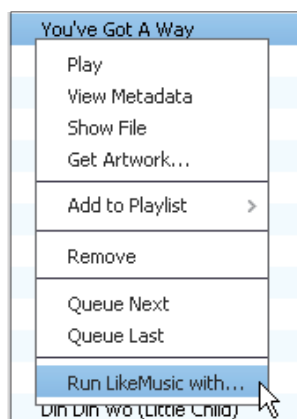 You've Got A Way
Play
View Metadata
Show File
Get Artwork...
Add to Playlist >
Remove
Queue Next
Queue Last
Run LikeMusic with...
Din Din Wo (Little Child)